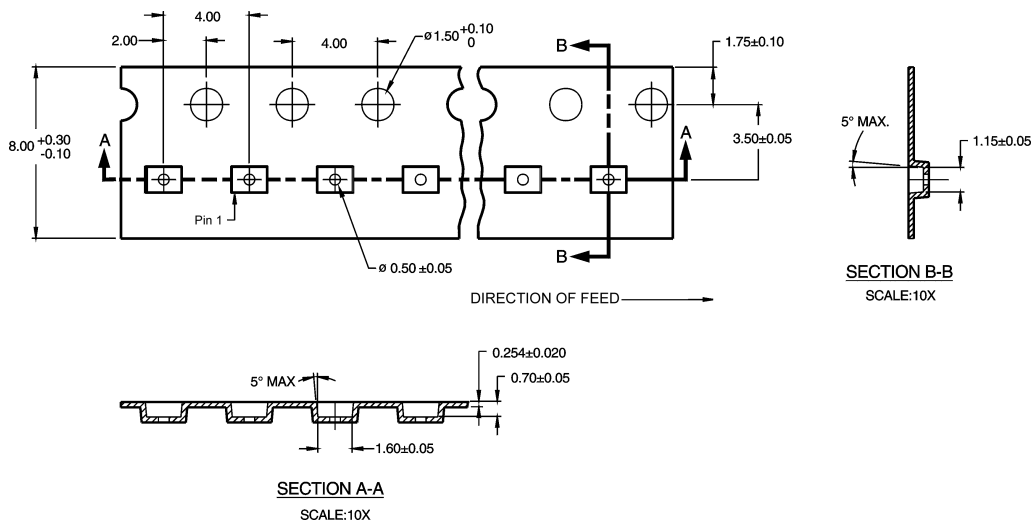 4.00
2.00
4.00
ø 1.50 +0.10
0
B
1.75±0.10
8.00 +0.30
-0.10
A
A
3.50±0.05
5° MAX.
1.15±0.05
Pin 1
B
ø 0.50 ±0.05
DIRECTION OF FEED
SECTION B-B
SCALE:10X
0.254±0.020
5° MAX
0.70±0.05
1.60±0.05
SECTION A-A
SCALE:10X